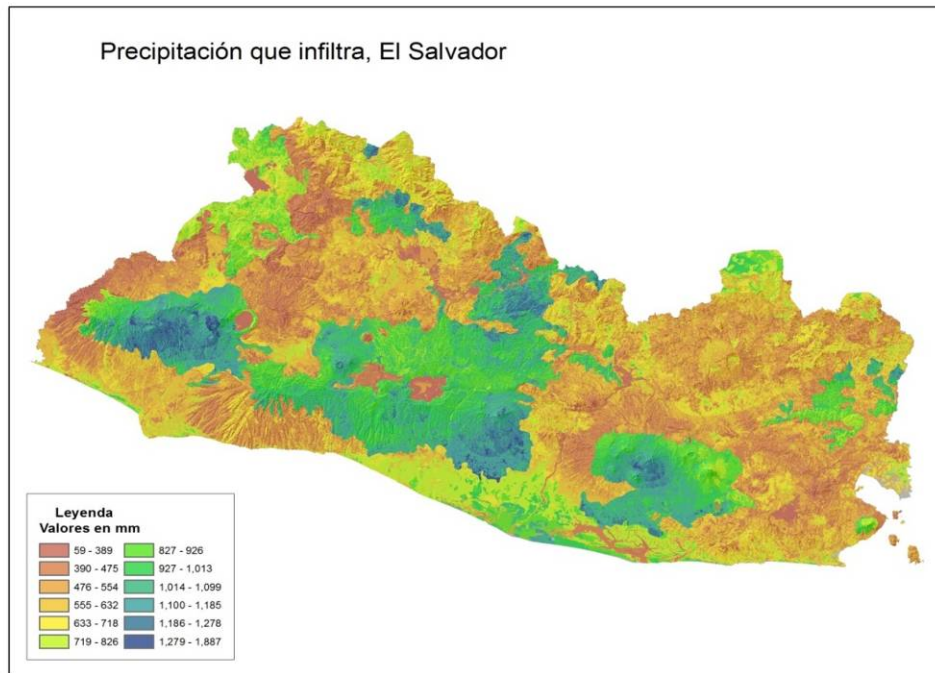 Precipitación que infiltra, El Salvador
Leyenda
Valores en mm
59 - 389
390 - 475
476 - 554
555 - 632
633 - 718
719 - 826
827 - 926
927 - 1,013
1,014 - 1,099
1,100 - 1,185
1,186 - 1,278
1,279 - 1,887